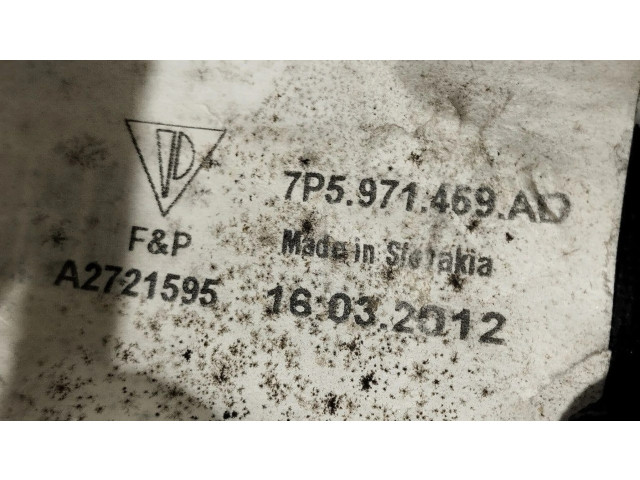 7P5.971.469.AD
F&P
Made in Slovakia
A2721595
16.03.2012